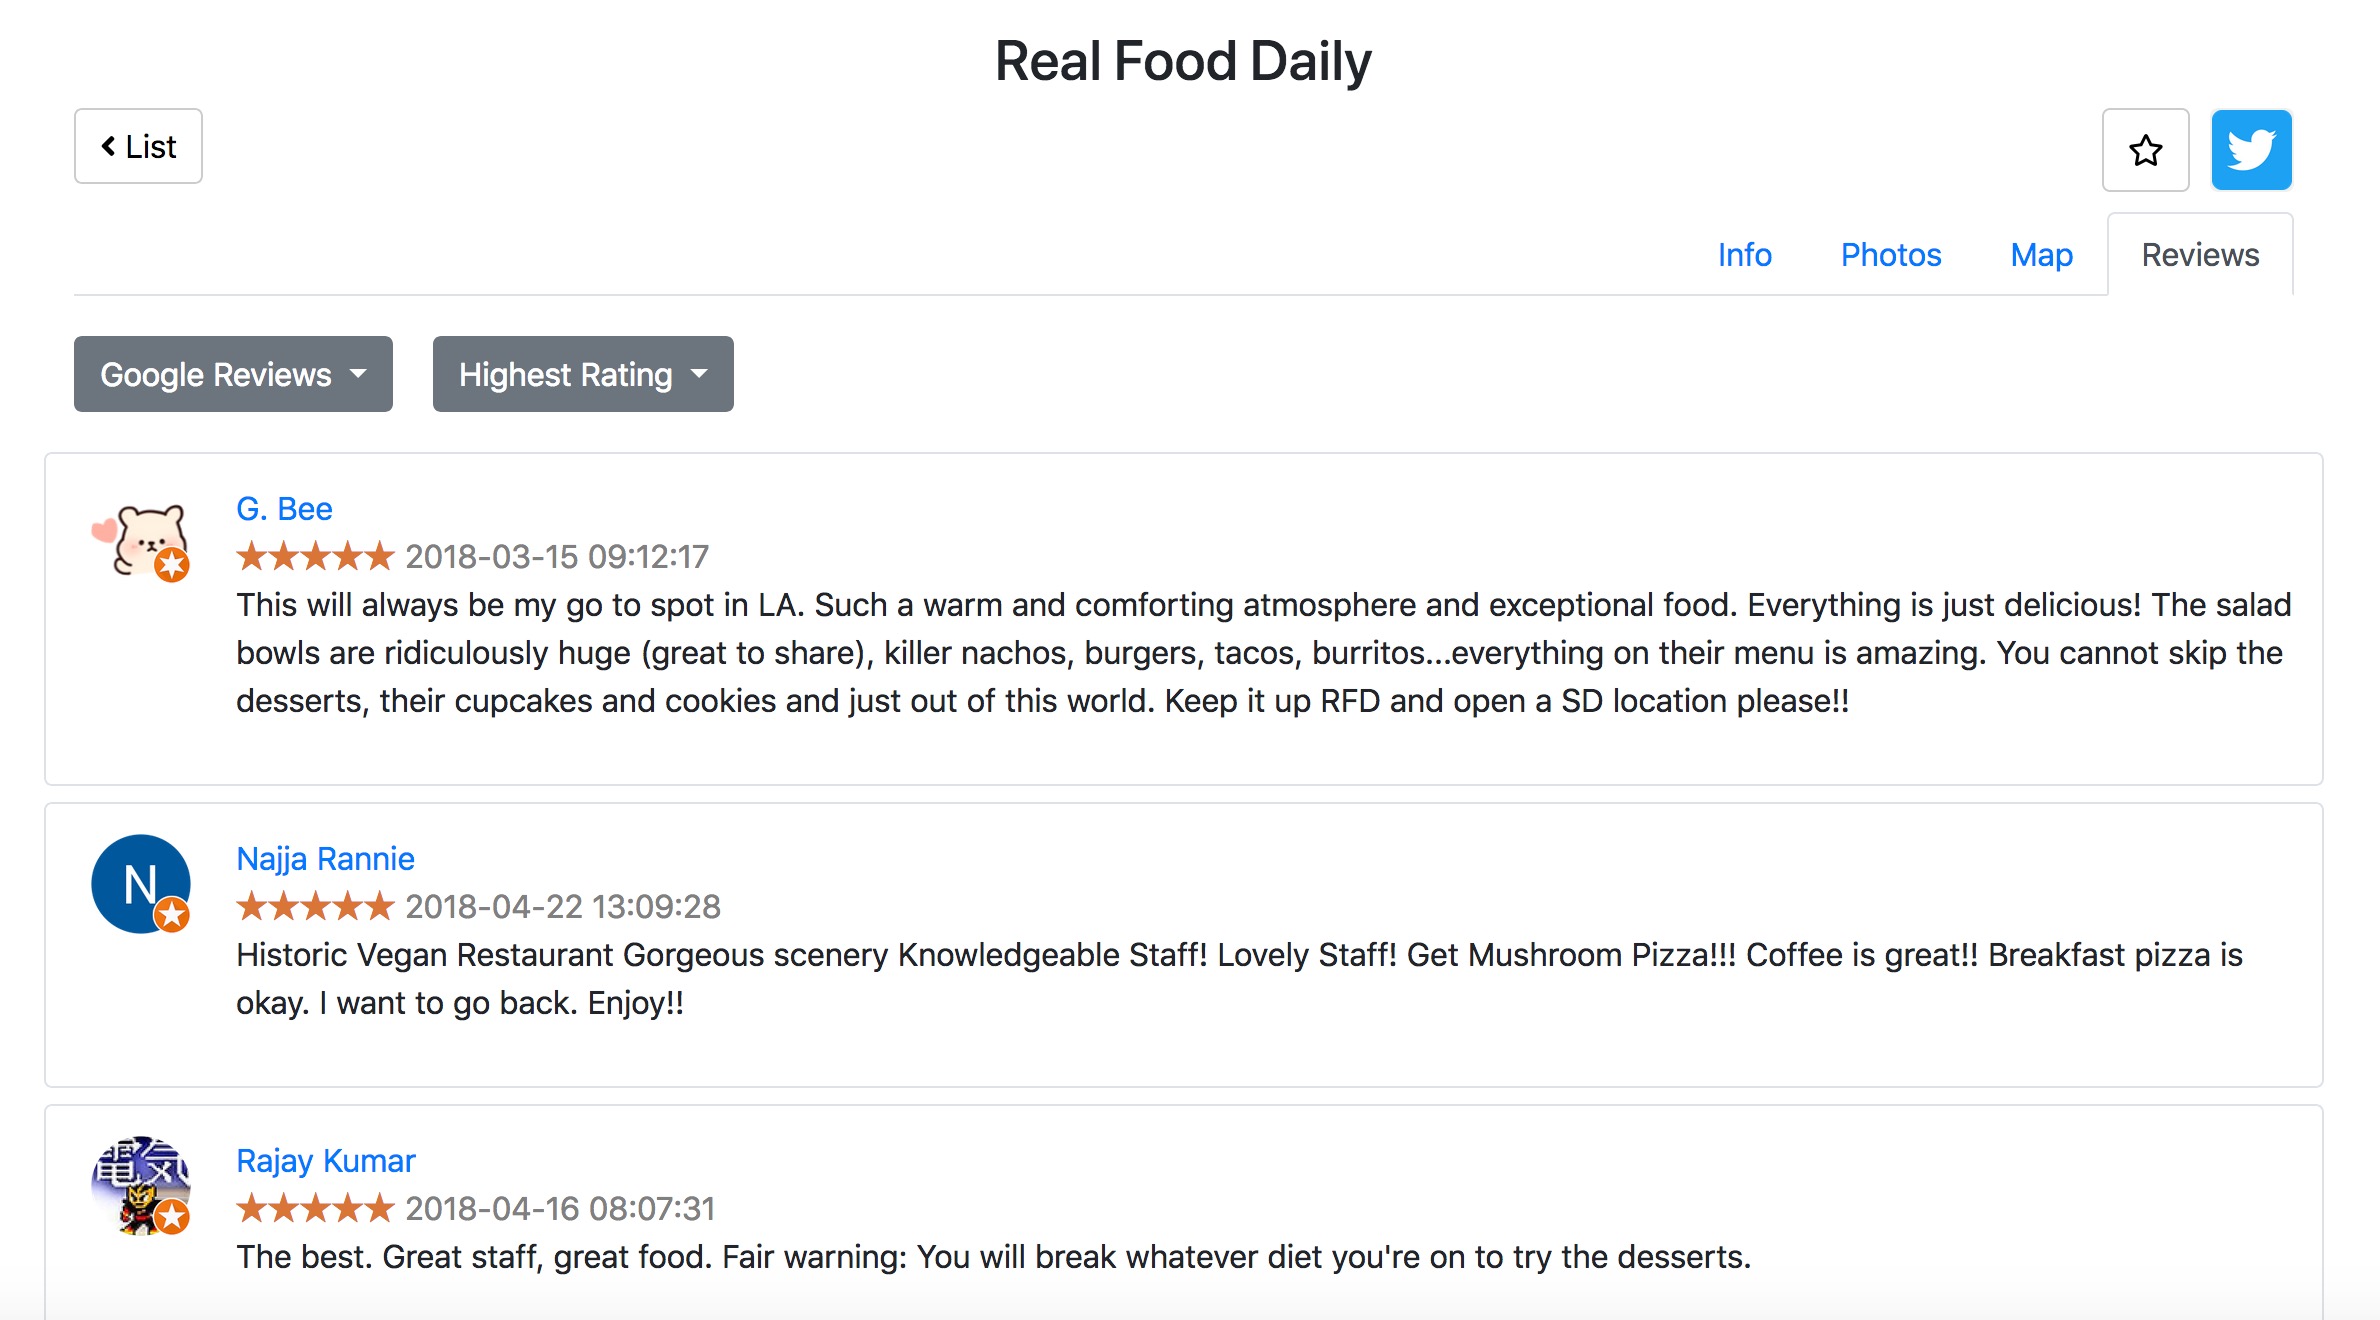 Real Food Daily
List
Info Photos Map Reviews
Google Reviews Highest Rating
G. Bee
2018-03-15 09:12:17
This will always be my go to spot in LA. Such a warm and comforting atmosphere and exceptional food. Everything is just delicious! The salad
bowls are ridiculously huge (great to share), killer nachos, burgers, tacos, burritos...everything on their menu is amazing. You cannot skip the
desserts, their cupcakes and cookies and just out of this world. Keep it up RFD and open a SD location please!!
N
Najja Rannie
2018-04-22 13:09:28
Historic Vegan Restaurant Gorgeous scenery Knowledgeable Staff! Lovely Staff! Get Mushroom Pizza!!! Coffee is great!! Breakfast pizza is
okay. I want to go back. Enjoy!!
電気
Rajay Kumar
2018-04-16 08:07:31
The best. Great staff, great food. Fair warning: You will break whatever diet you're on to try the desserts.